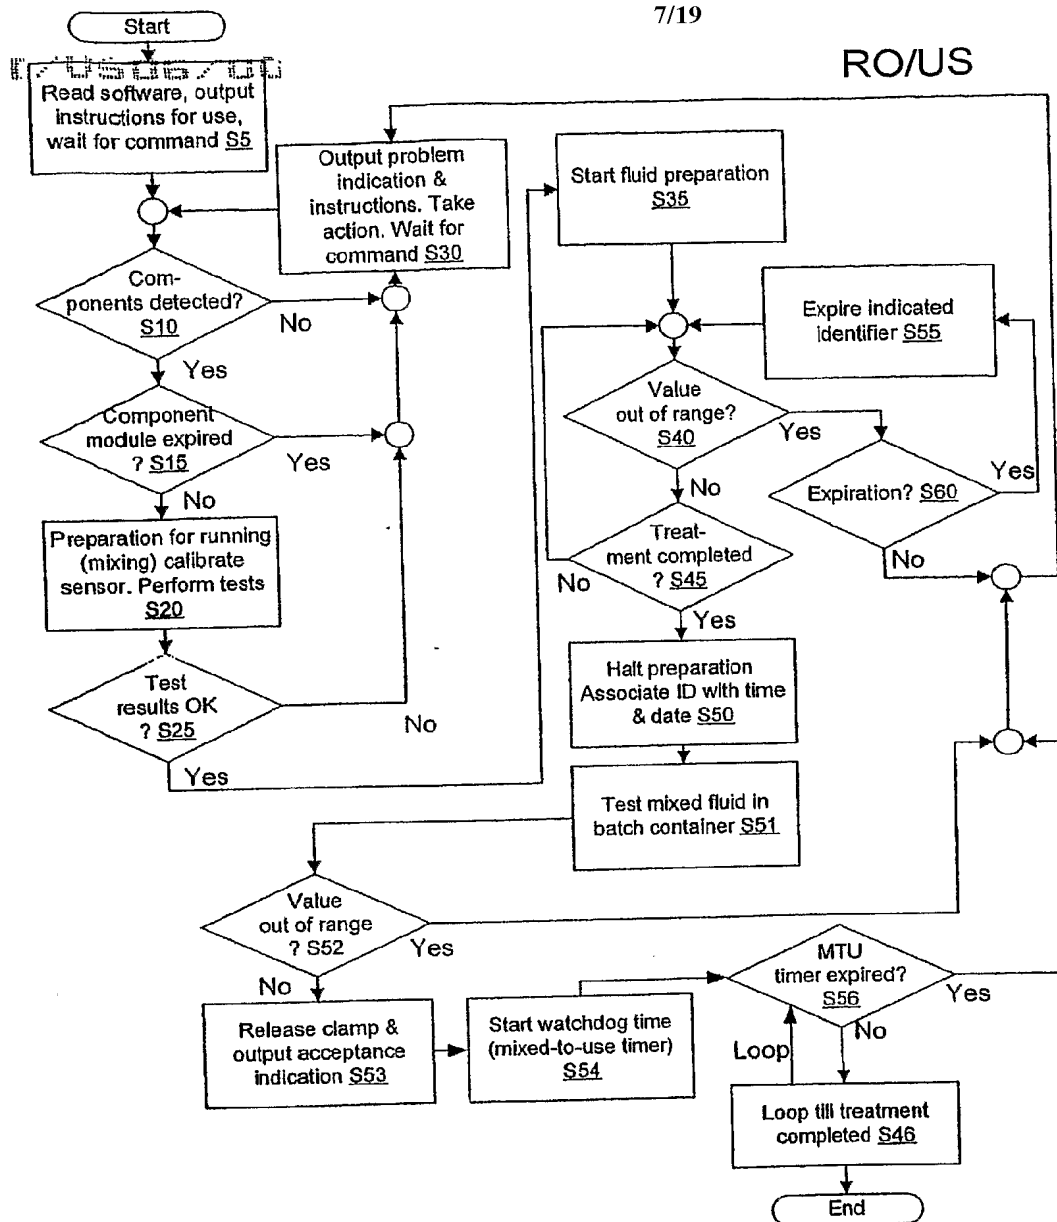 7/19
RO/US
Start
Read software, output
instructions for use,
wait for command S5
Output problem
indication &
instructions. Take
action. Wait for
command S30
Start fluid preparation
S35
Com-
ponents detected?
S10
No
Yes
Expire indicated
identifier S55
Value
out of range?
S40
Yes
No
Component
module expired
? S15
Yes
No
Expiration? S60
Yes
No
Preparation for running
(mixing) calibrate
sensor. Perform tests
S20
Treat-
ment completed
? S45
No
Yes
Test
results OK
? S25
No
Yes
Halt preparation
Associate ID with time
& date S50
Test mixed fluid in
batch container S51
Value
out of range
? S52
Yes
No
MTU
timer expired?
S56
Yes
No
Release clamp &
output acceptance
indication S53
Start watchdog time
(mixed-to-use timer)
S54
Loop
Loop till treatment
completed S46
End